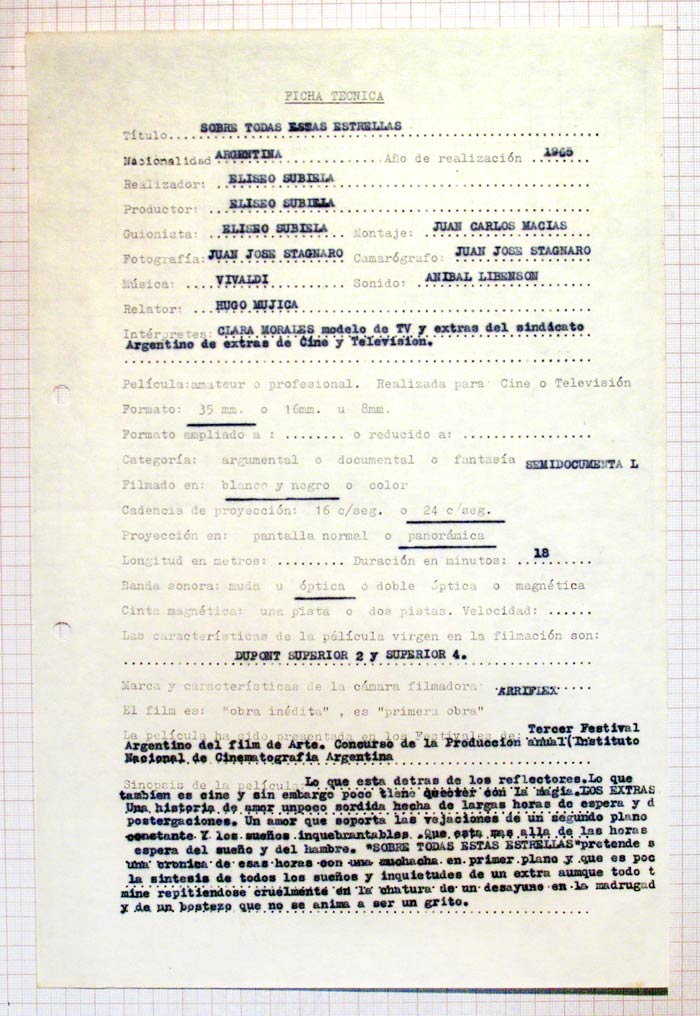 FICHA TECNICA
Título....SOBRE TODAS ESTAS ESTRELLAS
Nacionalidad ARGENTINA Año de realización ..1965
Realizador: ..ELISEO SUBIELA
Productor: ..ELISEO SUBIELA
Guionista: ..ELISEO SUBIELA Montaje: .JUAN CARLOS MACIAS
Fotografía: JUAN JOSE STAGNARO Camarógrafo: JUAN JOSE STAGNARO
Música: ... VIVALDI Sonido: ANIBAL LIBENSON
Relator: HUGO MUJICA
Intérpretes: CLARA MORALES modelo de TV y extras del sindicato
Argentino de extras de Cine y Television.
Película:amateur o profesional. Realizada para Cine o Televisión
Formato: 35 mm. o 16mm. u 8mm.
Formato ampliado a : ........ o reducido a: ..................
Categoría: argumental o documental o fantasía SEMIDOCUMENTA L
Filmado en: blanco y negro o color
Cadencia de proyección: 16 c/seg. o 24 c/seg.
Proyección en: pantalla normal o panorámica
Longitud en metros: ......... Duración en minutos: ..18
Banda sonora: muda u óptica o doble óptica o magnética
Cinta magnética: una pista o dos pistas. Velocidad: ......
Las características de la película virgen en la filmación son:
DUPONT SUPERIOR 2 y SUPERIOR 4.
Marca y características de la cámara filmadora ARRIFLEX
El film es: "obra inédita" , es "primera obra"
La película ha sido presentada en los Festivales de: Tercer Festival
Argentino del film de Arte. Concurso de la Produccion anual(Instituto
Nacional de Cinematografia Argentina
Sinopsis de la película: Lo que esta detras de los reflectores.Lo que
tambien es cine y sin embargo poco tiene que ver con la magia.LOS EXTRAS
Una historia de amor unpoco sordida hecha de largas horas de espera y d
postergaciones. Un amor que soporta las vejaciones de un segundo plano
constante Y los sueños inquebrantables. Que esta mas alla de las horas
espera del sueño y del hambre. "SOBRE TODAS ESTAS ESTRELLAS"pretende s
una cronica de esas horas con una muchacha en primer plano y que es poc
la sintesis de todos los sueños y inquietudes de un extra aumque todo t
mine repitiendose cruelmente en la chatura de un desayuno en la madrugad
y de un bostezo que no se anima a ser un grito.